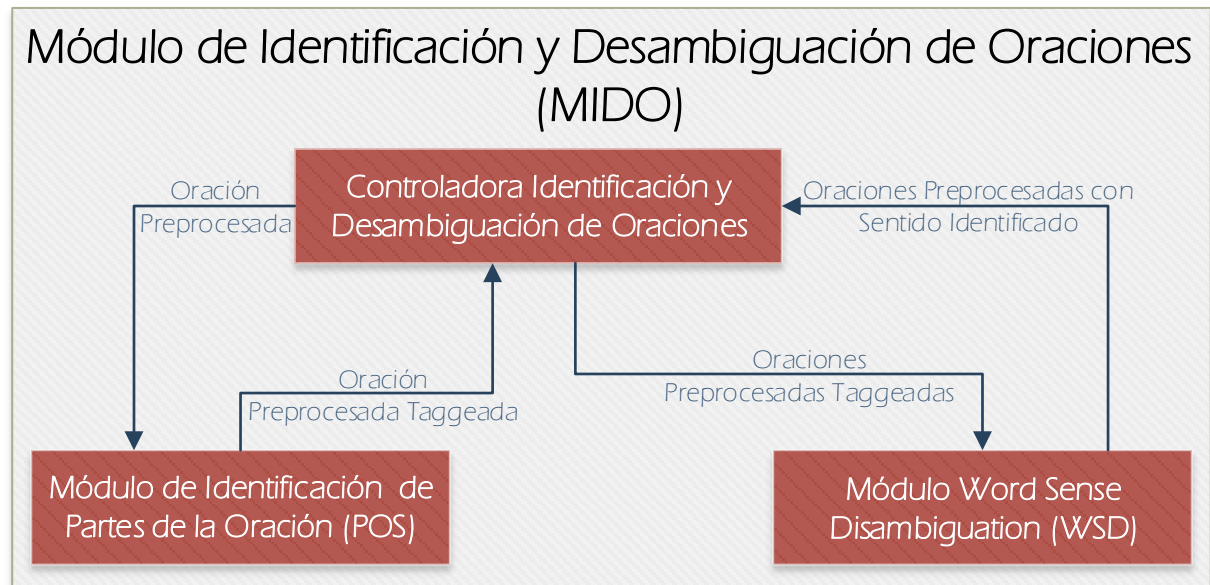 Módulo de Identificación y Desambiguación de Oraciones
(MIDO)
Controladora Identificación y
Desambiguación de Oraciones
Oración
Preprocesada
Oraciones Preprocesadas con
Sentido Identificado
Oración
Preprocesada Taggeada
Oraciones
Preprocesadas Taggeadas
Módulo de Identificación de
Partes de la Oración (POS)
Módulo Word Sense
Disambiguation (WSD)